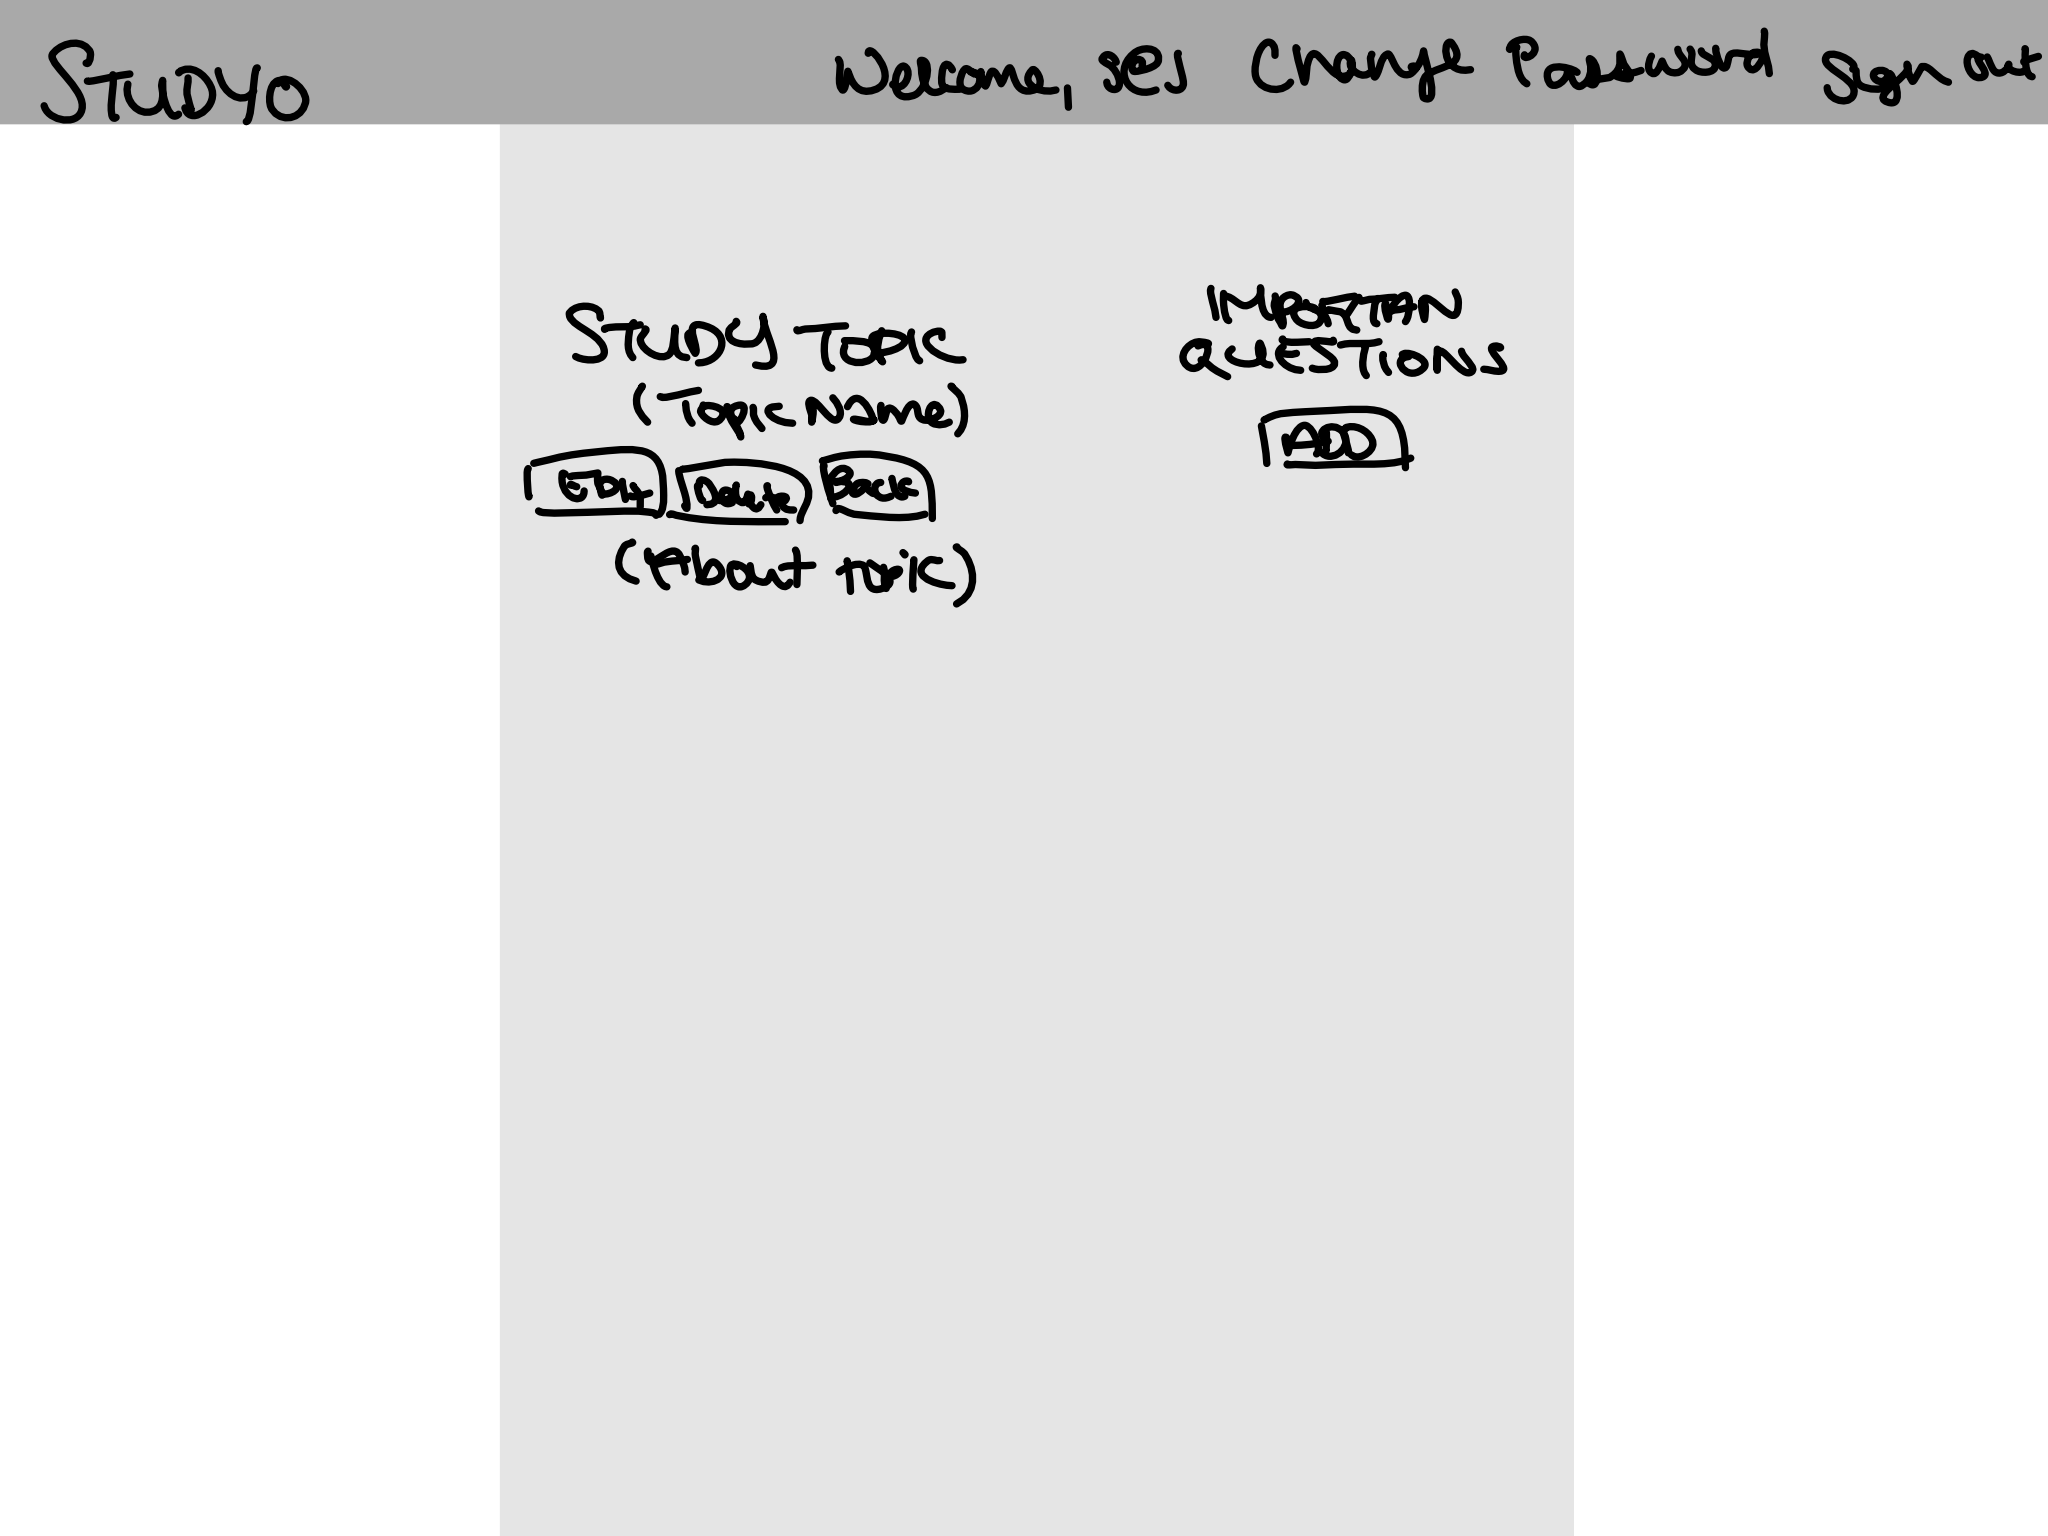 STUDYO
Welcome, Change Password Sign out
STUDY TOPIC
(Topic Name)
Edit Delete Back
(About topic)
IMPORTAN
QUESTIONS
ADD